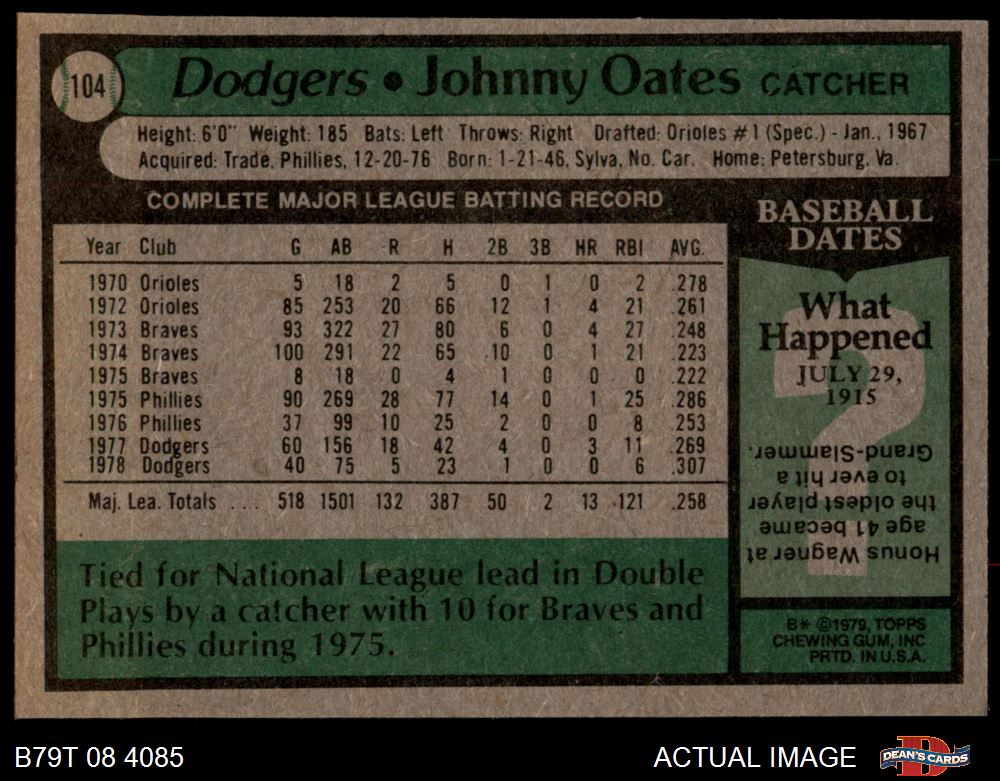 104
Dodgers • Johnny Oates CATCHER
Height: 6'0" Weight: 185 Bats: Left Throws: Right Drafted: Orioles #1 (Spec.) - Jan., 1967
Acquired: Trade, Phillies, 12-20-76 Born: 1-21-46, Sylva, No. Car. Home: Petersburg, Va.
COMPLETE MAJOR LEAGUE BATTING RECORD
Year Club G AB R H 2B 3B HR RBI AVG.
1970 Orioles 5 18 2 5 0 1 0 2 .278
1972 Orioles 85 253 20 66 12 1 4 21 .261
1973 Braves 93 322 27 80 6 0 4 27 .248
1974 Braves 100 291 22 65 10 0 1 21 .223
1975 Braves 8 18 0 4 1 0 0 0 .222
1975 Phillies 90 269 28 77 14 0 1 25 .286
1976 Phillies 37 99 10 25 2 0 0 8 .253
1977 Dodgers 60 156 18 42 4 0 3 11 .269
1978 Dodgers 40 75 5 23 1 0 0 6 .307
Maj. Lea. Totals ... 518 1501 132 387 50 2 13 121 .258
Tied for National League lead in Double
Plays by a catcher with 10 for Braves and
Phillies during 1975.
BASEBALL
DATES
What
Happened
JULY 29,
1915
?
Honus Wagner at
age 41 became
the oldest player
to ever hit a
Grand-Slammer.
B* ©1979, TOPPS
CHEWING GUM, INC
PRTD. IN U.S.A.
B79T 08 4085
ACTUAL IMAGE
D
DEAN'S CARDS